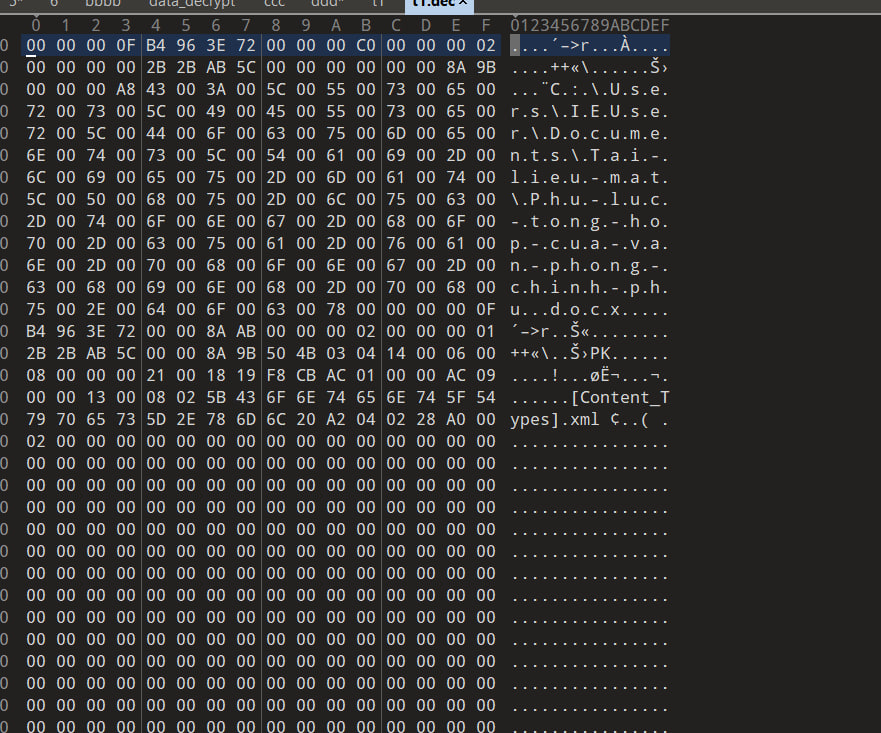 bbbb data_decrypt ccc ddd* t1 t1.dec ×
0 1 2 3 4 5 6 7 8 9 A B C D E F 0123456789ABCDEF
0 00 00 00 0F B4 96 3E 72 00 00 00 C0 00 00 00 02 ....´–>r...À....
0 00 00 00 00 2B 2B AB 5C 00 00 00 00 00 00 8A 9B ....++«\......Š›
0 00 00 00 A8 43 00 3A 00 5C 00 55 00 73 00 65 00 ...¨C.:.\.U.s.e.
0 72 00 73 00 5C 00 49 00 45 00 55 00 73 00 65 00 r.s.\.I.E.U.s.e.
0 72 00 5C 00 44 00 6F 00 63 00 75 00 6D 00 65 00 r.\.D.o.c.u.m.e.
0 6E 00 74 00 73 00 5C 00 54 00 61 00 69 00 2D 00 n.t.s.\.T.a.i.-.
0 6C 00 69 00 65 00 75 00 2D 00 6D 00 61 00 74 00 l.i.e.u.-.m.a.t.
0 5C 00 50 00 68 00 75 00 2D 00 6C 00 75 00 63 00 \.P.h.u.-.l.u.c.
0 2D 00 74 00 6F 00 6E 00 67 00 2D 00 68 00 6F 00 -.t.o.n.g.-.h.o.
0 70 00 2D 00 63 00 75 00 61 00 2D 00 76 00 61 00 p.-.c.u.a.-.v.a.
0 6E 00 2D 00 70 00 68 00 6F 00 6E 00 67 00 2D 00 n.-.p.h.o.n.g.-.
0 63 00 68 00 69 00 6E 00 68 00 2D 00 70 00 68 00 c.h.i.n.h.-.p.h.
0 75 00 2E 00 64 00 6F 00 63 00 78 00 00 00 00 0F u...d.o.c.x.....
0 B4 96 3E 72 00 00 8A AB 00 00 00 02 00 00 00 01 ´–>r..Š«........
0 2B 2B AB 5C 00 00 8A 9B 50 4B 03 04 14 00 06 00 ++«\..Š›PK......
0 08 00 00 00 21 00 18 19 F8 CB AC 01 00 00 AC 09 ....!...øË¬...¬.
0 00 00 13 00 08 02 5B 43 6F 6E 74 65 6E 74 5F 54 ......[Content_T
0 79 70 65 73 5D 2E 78 6D 6C 20 A2 04 02 28 A0 00 ypes].xml ¢..( .
0 02 00 00 00 00 00 00 00 00 00 00 00 00 00 00 00 ................
0 00 00 00 00 00 00 00 00 00 00 00 00 00 00 00 00 ................
0 00 00 00 00 00 00 00 00 00 00 00 00 00 00 00 00 ................
0 00 00 00 00 00 00 00 00 00 00 00 00 00 00 00 00 ................
0 00 00 00 00 00 00 00 00 00 00 00 00 00 00 00 00 ................
0 00 00 00 00 00 00 00 00 00 00 00 00 00 00 00 00 ................
0 00 00 00 00 00 00 00 00 00 00 00 00 00 00 00 00 ................
0 00 00 00 00 00 00 00 00 00 00 00 00 00 00 00 00 ................
0 00 00 00 00 00 00 00 00 00 00 00 00 00 00 00 00 ................
0 00 00 00 00 00 00 00 00 00 00 00 00 00 00 00 00 ................
0 00 00 00 00 00 00 00 00 00 00 00 00 00 00 00 00 ................
0 00 00 00 00 00 00 00 00 00 00 00 00 00 00 00 00 ................
0 00 00 00 00 00 00 00 00 00 00 00 00 00 00 00 00 ................
0 00 00 00 00 00 00 00 00 00 00 00 00 00 00 00 00 ................